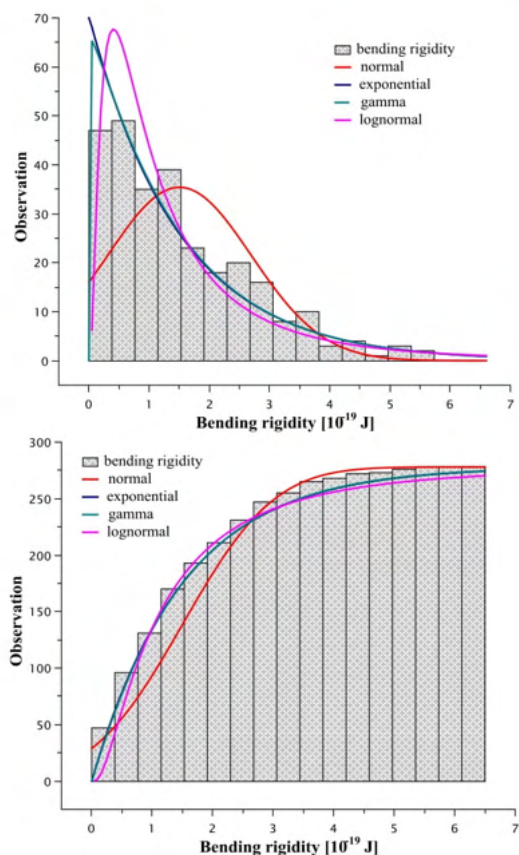 70
60
50
40
30
20
10
0
Observation
bending rigidity
normal
exponential
gamma
lognormal
0 1 2 3 4 5 6 7
Bending rigidity [10⁻¹⁹ J]
300
250
200
150
100
50
0
Observation
bending rigidity
normal
exponential
gamma
lognormal
0 1 2 3 4 5 6 7
Bending rigidity [10⁻¹⁹ J]